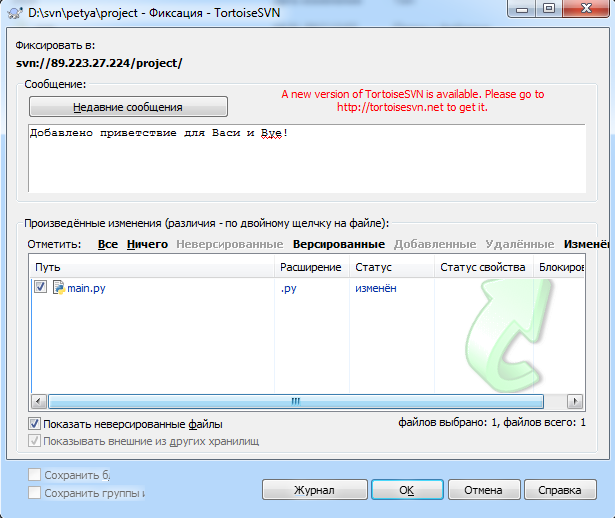 D:\svn\petya\project - Фиксация - TortoiseSVN
Фиксировать в:
svn://89.223.27.224/project/
Сообщение:
Недавние сообщения
A new version of TortoiseSVN is available. Please go to
http://tortoisesvn.net to get it.
Добавлено приветствие для Васи и Bye!
Произведённые изменения (различия - по двойному щелчку на файле):
Отметить: Все Ничего Неверсированные Версированные Добавленные Удалённые Изменён
Путь Расширение Статус Статус свойства Блокиров
main.py .py изменён
Показать неверсированные файлы
файлов выбрано: 1, файлов всего: 1
Показывать внешние из других хранилищ
Сохранить б
Сохранить группы и
Журнал OK Отмена Справка